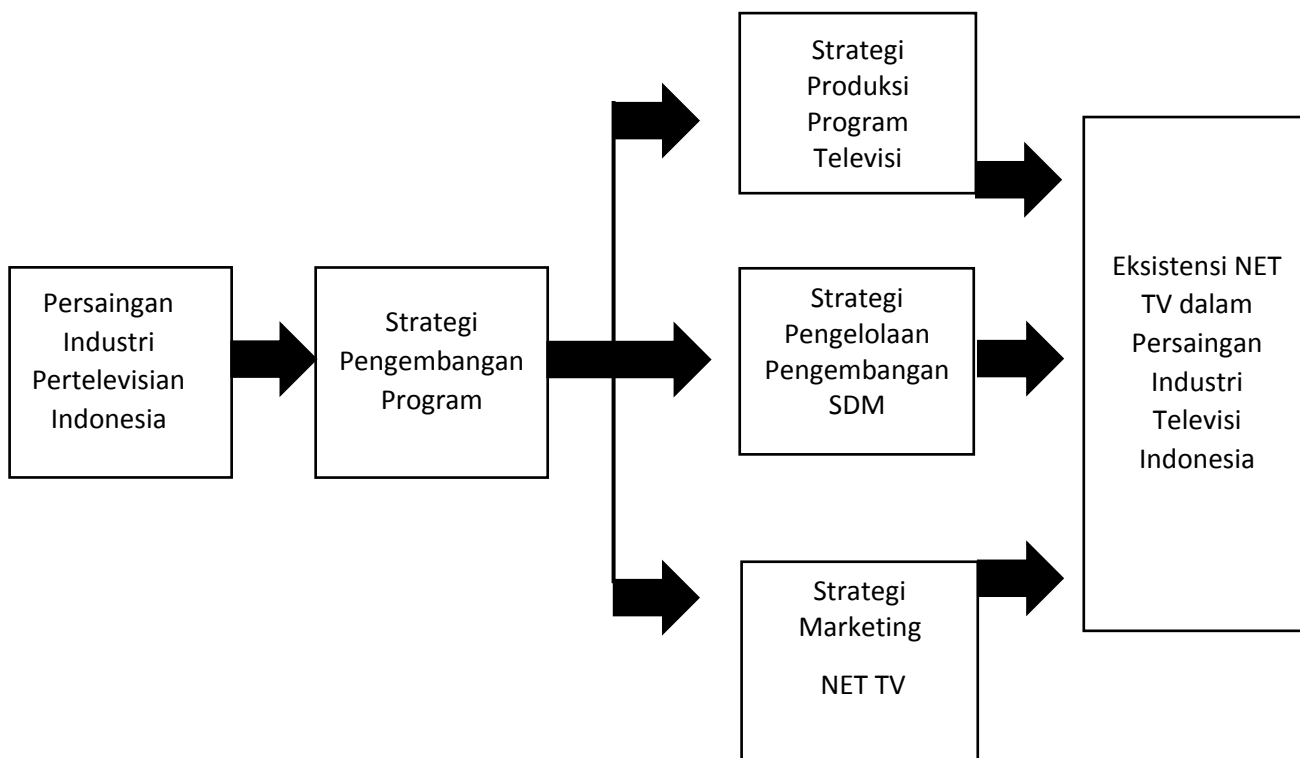 Persaingan
Industri
Pertelevisian
Indonesia
Strategi
Pengembangan
Program
Strategi
Produksi
Program
Televisi
Strategi
Pengelolaan
Pengembangan
SDM
Strategi
Marketing
NET TV
Eksistensi NET
TV dalam
Persaingan
Industri
Televisi
Indonesia